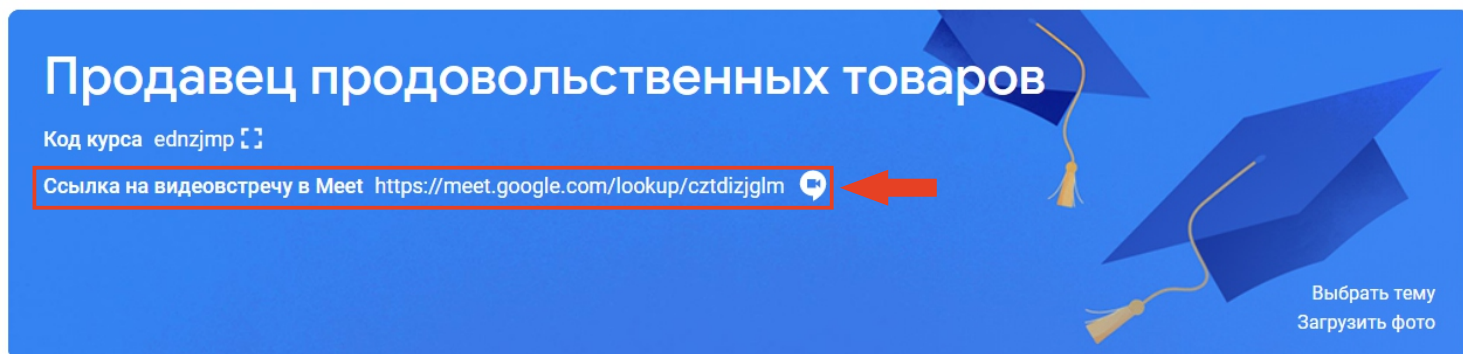 Продавец продовольственных товаров
Код курса ednzjmp
Ссылка на видеовстречу в Meet https://meet.google.com/lookup/cztdizjglm
Выбрать тему
Загрузить фото